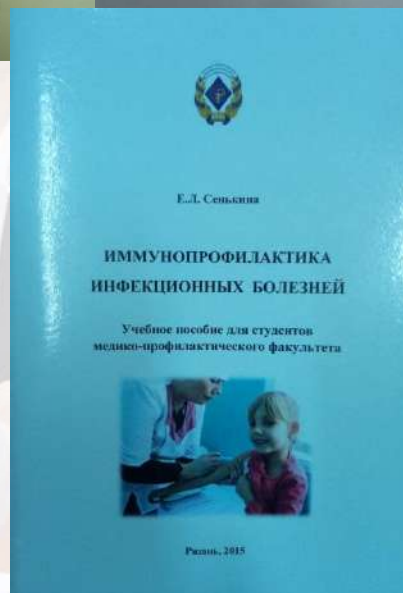 Е.Л. Сенькина
ИММУНОПРОФИЛАКТИКА
ИНФЕКЦИОННЫХ БОЛЕЗНЕЙ
Учебное пособие для студентов
медико-профилактического факультета
Рязань, 2015